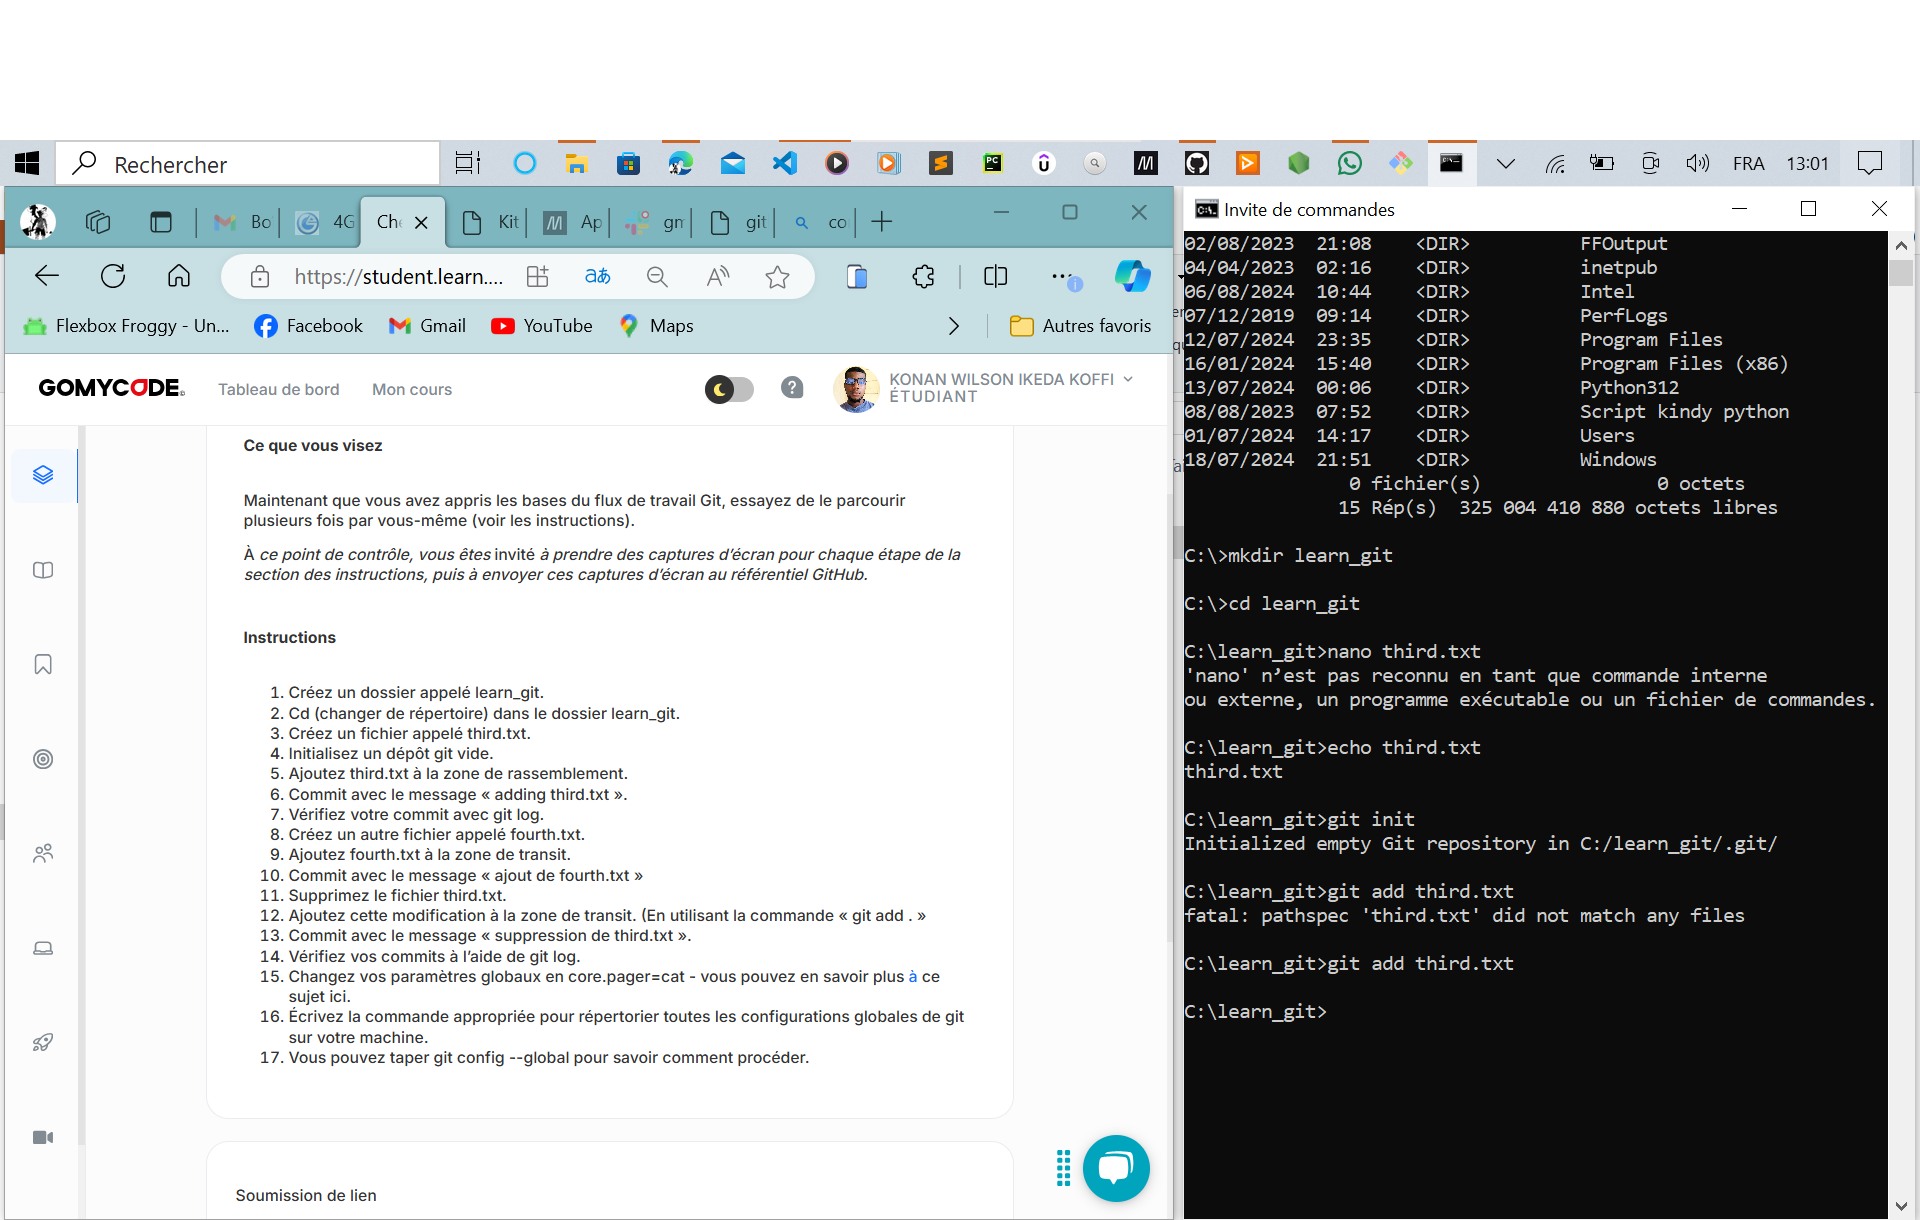 Rechercher
FRA
13:01
Bo
4G
Che
Kit
Ap
gm
git
co
https://student.learn....
Flexbox Froggy - Un...
Facebook
Gmail
YouTube
Maps
Autres favoris
GOMYCODE
Tableau de bord
Mon cours
KONAN WILSON IKEDA KOFFI
ÉTUDIANT
Ce que vous visez
Maintenant que vous avez appris les bases du flux de travail Git, essayez de le parcourir
plusieurs fois par vous-même (voir les instructions).
À ce point de contrôle, vous êtes invité à prendre des captures d’écran pour chaque étape de la
section des instructions, puis à envoyer ces captures d’écran au référentiel GitHub.
Instructions
1. Créez un dossier appelé learn_git.
2. Cd (changer de répertoire) dans le dossier learn_git.
3. Créez un fichier appelé third.txt.
4. Initialisez un dépôt git vide.
5. Ajoutez third.txt à la zone de rassemblement.
6. Commit avec le message « adding third.txt ».
7. Vérifiez votre commit avec git log.
8. Créez un autre fichier appelé fourth.txt.
9. Ajoutez fourth.txt à la zone de transit.
10. Commit avec le message « ajout de fourth.txt »
11. Supprimez le fichier third.txt.
12. Ajoutez cette modification à la zone de transit. (En utilisant la commande « git add . »
13. Commit avec le message « suppression de third.txt ».
14. Vérifiez vos commits à l’aide de git log.
15. Changez vos paramètres globaux en core.pager=cat - vous pouvez en savoir plus à ce
sujet ici.
16. Écrivez la commande appropriée pour répertorier toutes les configurations globales de git
sur votre machine.
17. Vous pouvez taper git config --global pour savoir comment procéder.
Soumission de lien
Invite de commandes
02/08/2023  21:08    <DIR>          FFOutput
04/04/2023  02:16    <DIR>          inetpub
06/08/2024  10:44    <DIR>          Intel
07/12/2019  09:14    <DIR>          PerfLogs
12/07/2024  23:35    <DIR>          Program Files
16/01/2024  15:40    <DIR>          Program Files (x86)
13/07/2024  00:06    <DIR>          Python312
08/08/2023  07:52    <DIR>          Script kindy python
01/07/2024  14:17    <DIR>          Users
18/07/2024  21:51    <DIR>          Windows
0 fichier(s)                0 octets
15 Rép(s)  325 004 410 880 octets libres
C:\>mkdir learn_git
C:\>cd learn_git
C:\learn_git>nano third.txt
'nano' n’est pas reconnu en tant que commande interne
ou externe, un programme exécutable ou un fichier de commandes.
C:\learn_git>echo third.txt
third.txt
C:\learn_git>git init
Initialized empty Git repository in C:/learn_git/.git/
C:\learn_git>git add third.txt
fatal: pathspec 'third.txt' did not match any files
C:\learn_git>git add third.txt
C:\learn_git>